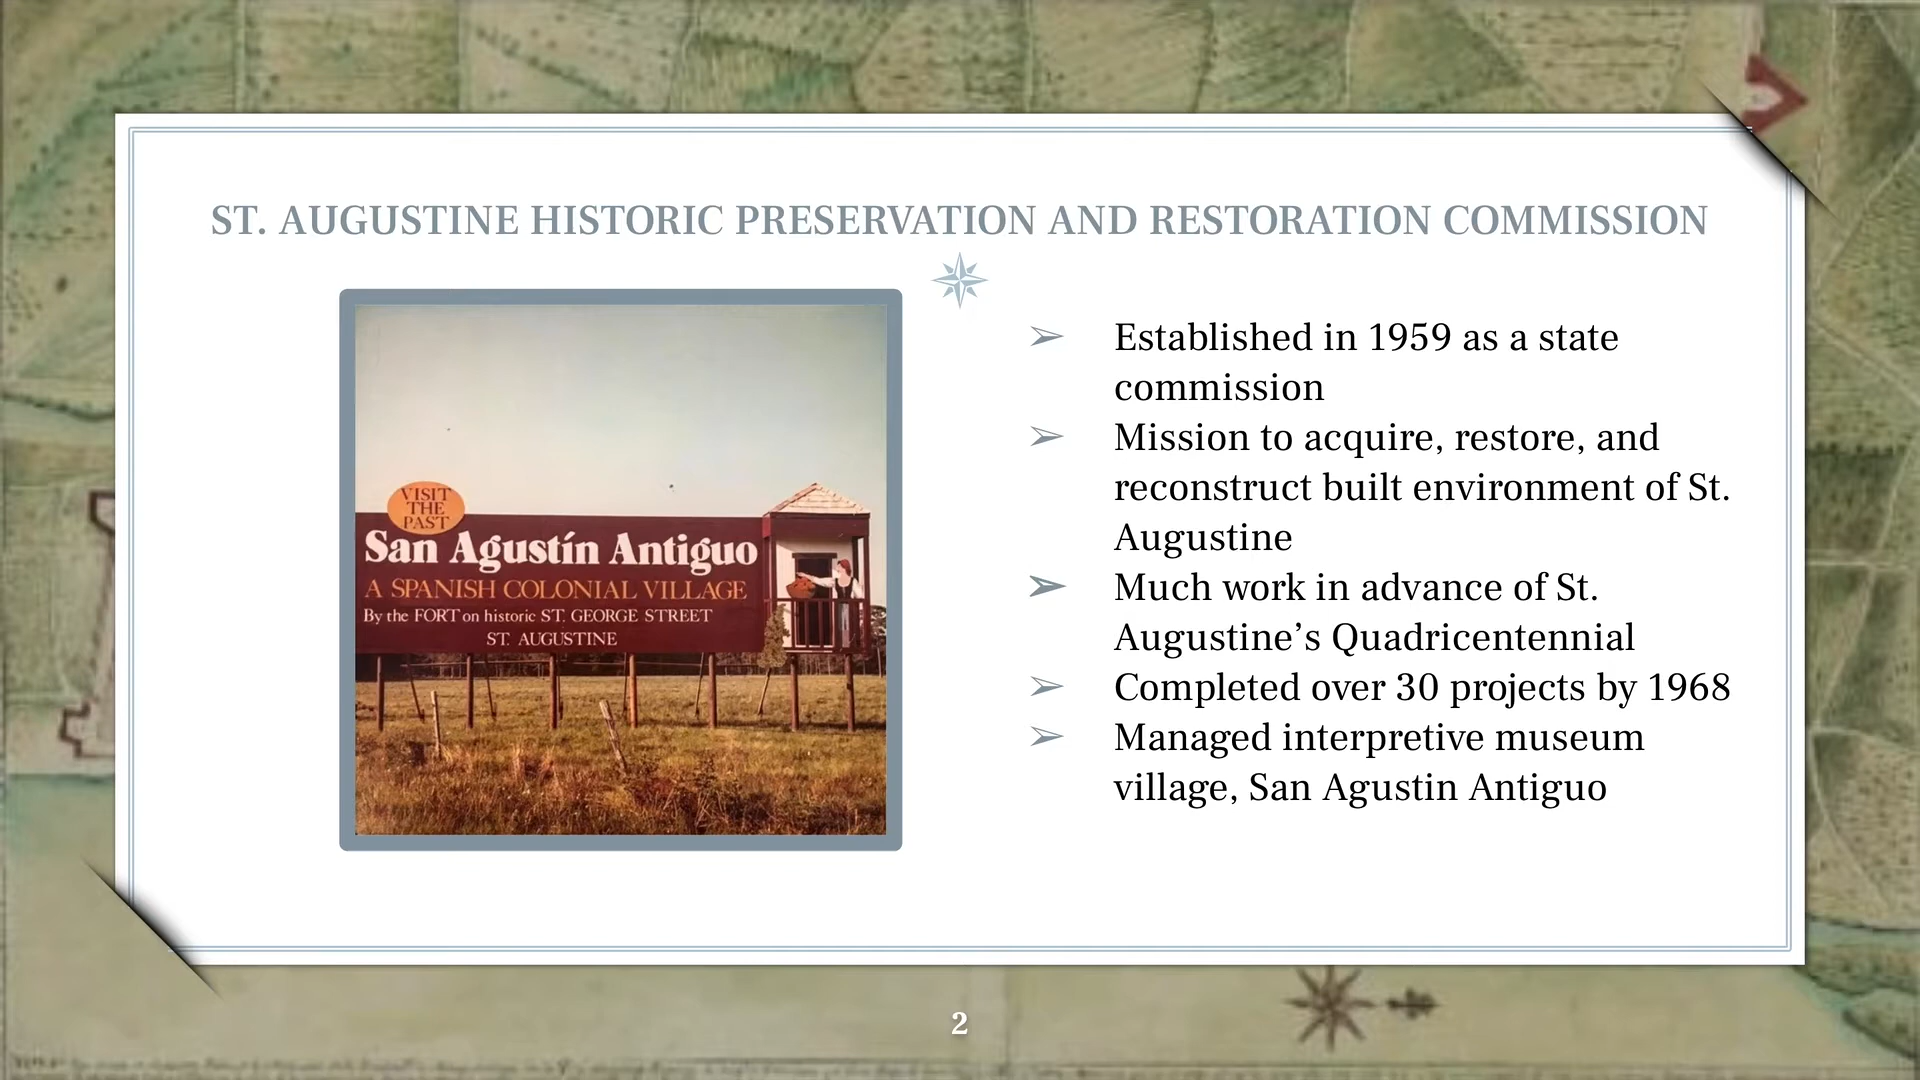 ST. AUGUSTINE HISTORIC PRESERVATION AND RESTORATION COMMISSION
VISIT
THE
PAST
San Agustín Antiguo
A SPANISH COLONIAL VILLAGE
By the FORT on historic ST. GEORGE STREET
ST. AUGUSTINE
➢ Established in 1959 as a state
commission
➢ Mission to acquire, restore, and
reconstruct built environment of St.
Augustine
➢ Much work in advance of St.
Augustine’s Quadricentennial
➢ Completed over 30 projects by 1968
➢ Managed interpretive museum
village, San Agustin Antiguo
2